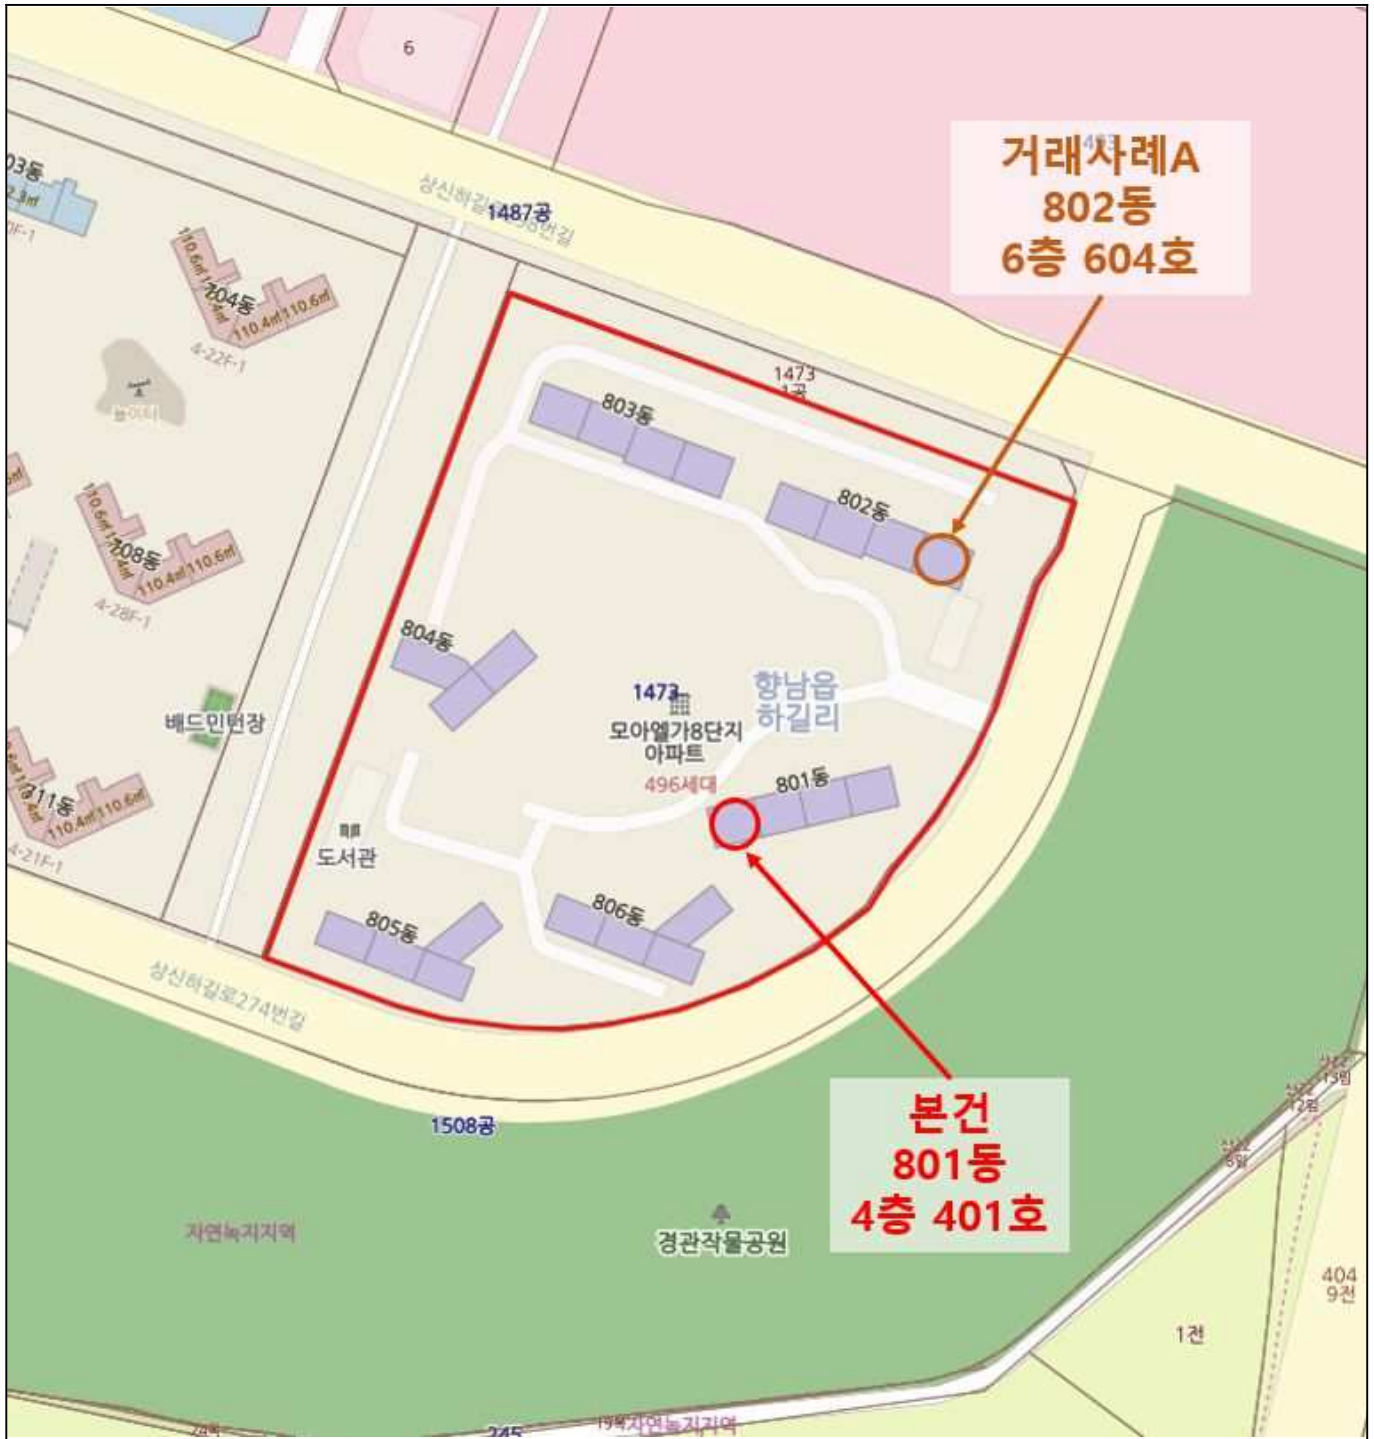 6
거래사례A
802동
6층 604호
03동
1487공
704동
110.4㎡
110.6㎡
4-22F-1
놀이터
1473
1공
803동
802동
708동
110.4㎡
110.6㎡
4-28F-1
804동
1473
향남읍
하길리
모아엘가8단지
아파트
496세대
배드민턴장
801동
711동
110.4㎡
110.6㎡
4-21F-1
도서관
805동
806동
상신하길로274번길
1508공
본건
801동
4층 401호
자연녹지지역
경관작물공원
404
9전
1전
245
자연녹지지역